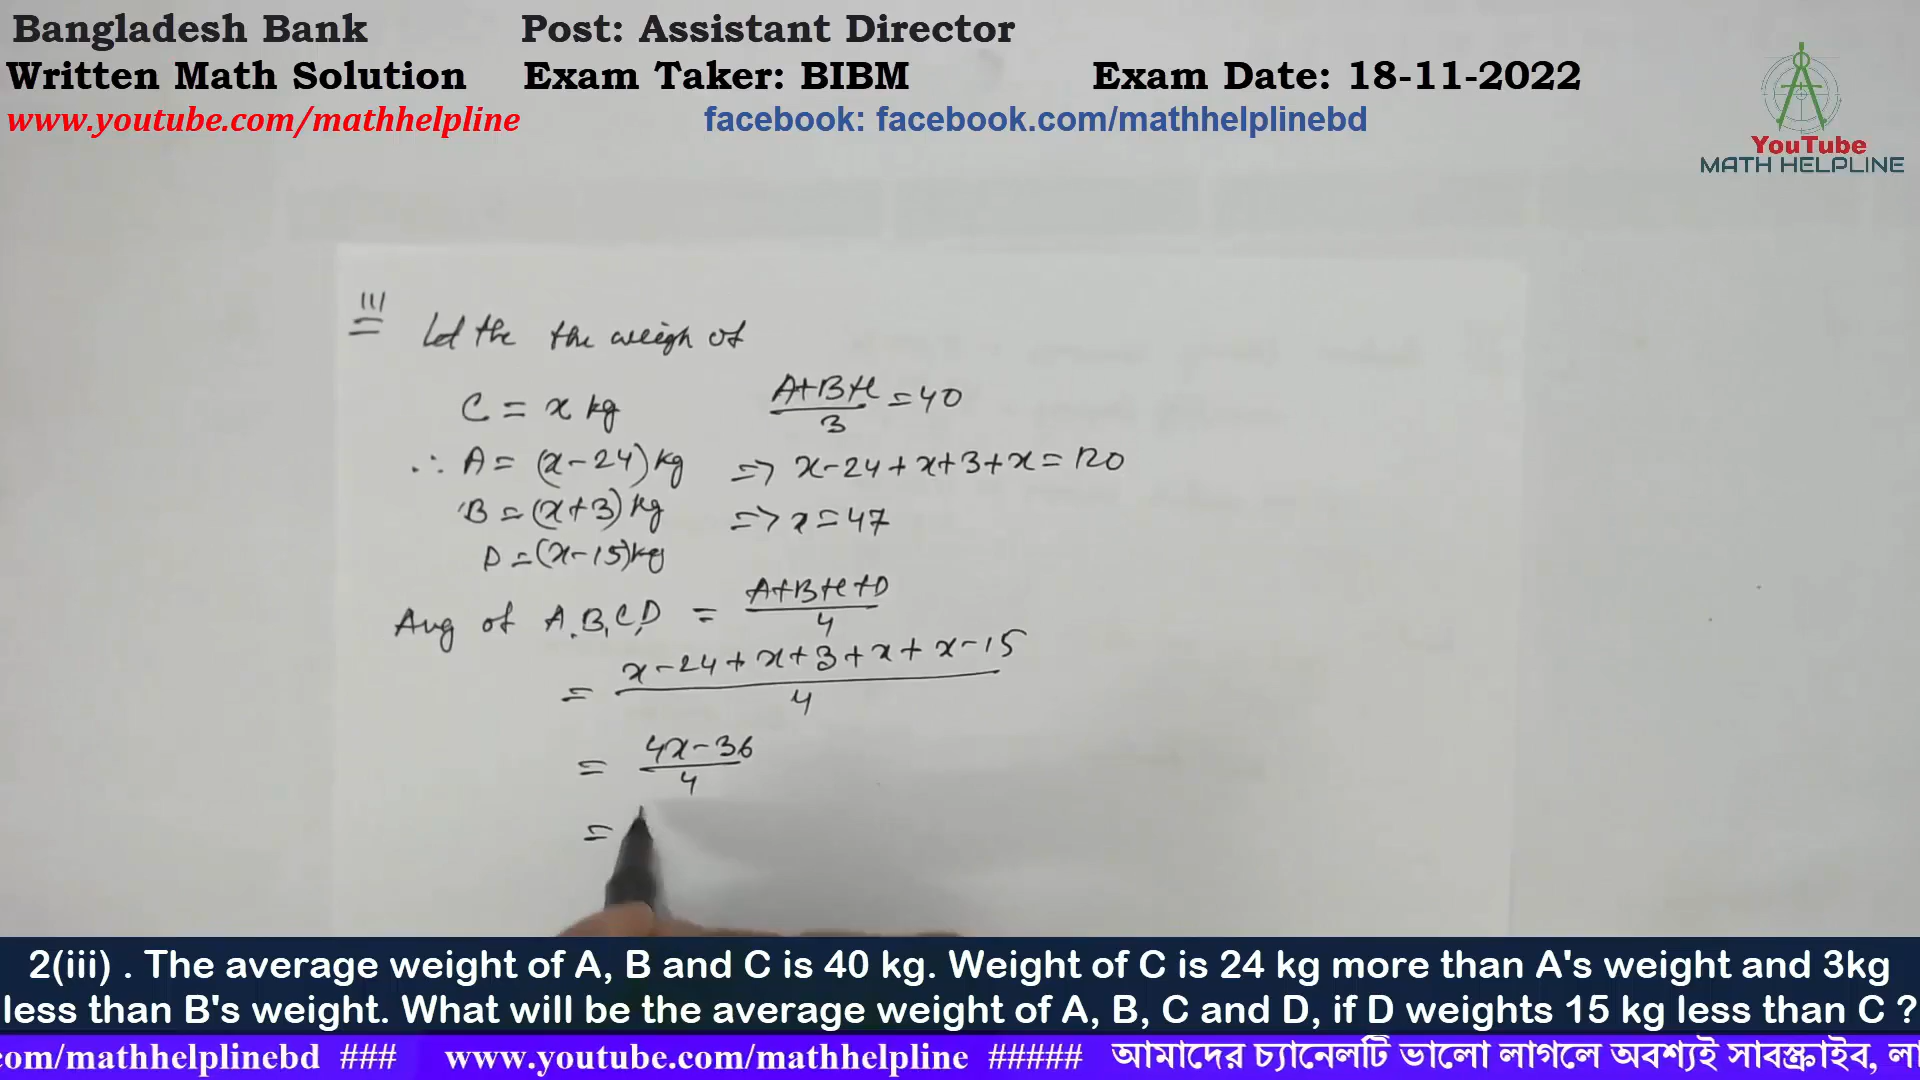 Bangladesh Bank Post: Assistant Director
Written Math Solution Exam Taker: BIBM Exam Date: 18-11-2022
www.youtube.com/mathhelpline facebook: facebook.com/mathhelplinebd
YouTube
MATH HELPLINE
iii Let the the weigh of
C = x kg
∴ A = (x-24) kg
B = (x+3) kg
D = (x-15) kg
A+B+C/3 = 40
=> x-24+x+3+x = 120
=> x = 47
Avg of A,B,C,D = A+B+C+D/4
= x-24+x+3+x+x-15/4
= 4x-36/4
=
2(iii) . The average weight of A, B and C is 40 kg. Weight of C is 24 kg more than A's weight and 3kg
less than B's weight. What will be the average weight of A, B, C and D, if D weights 15 kg less than C ?
com/mathhelplinebd ### www.youtube.com/mathhelpline ##### আমাদের চ্যানেলটি ভালো লাগলে অবশ্যই সাবস্ক্রাইব, লা